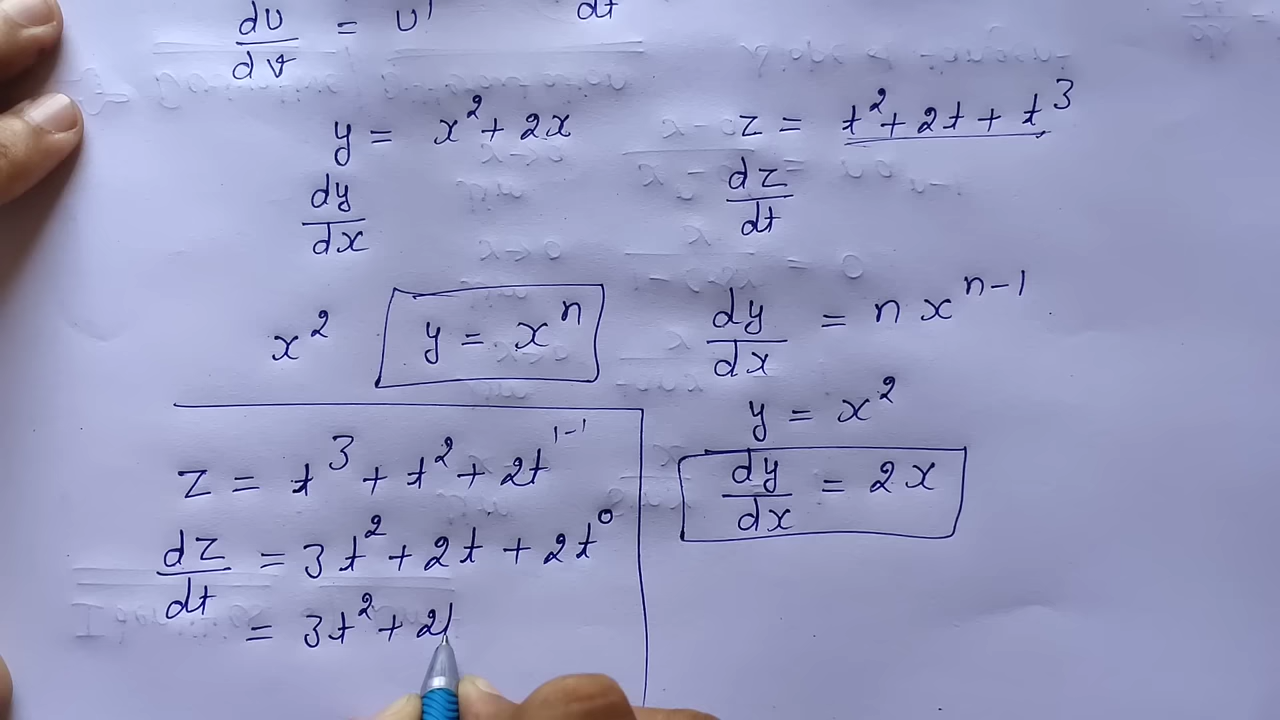 du/dv = u' dt
y = x² + 2x
z = t² + 2t + t³
dy/dx
dz/dt
x²
y = xⁿ
dy/dx = n xⁿ⁻¹
y = x²
dy/dx = 2x
z = t³ + t² + 2t¹⁻¹
dz/dt = 3t² + 2t + 2t⁰
= 3t² + 2